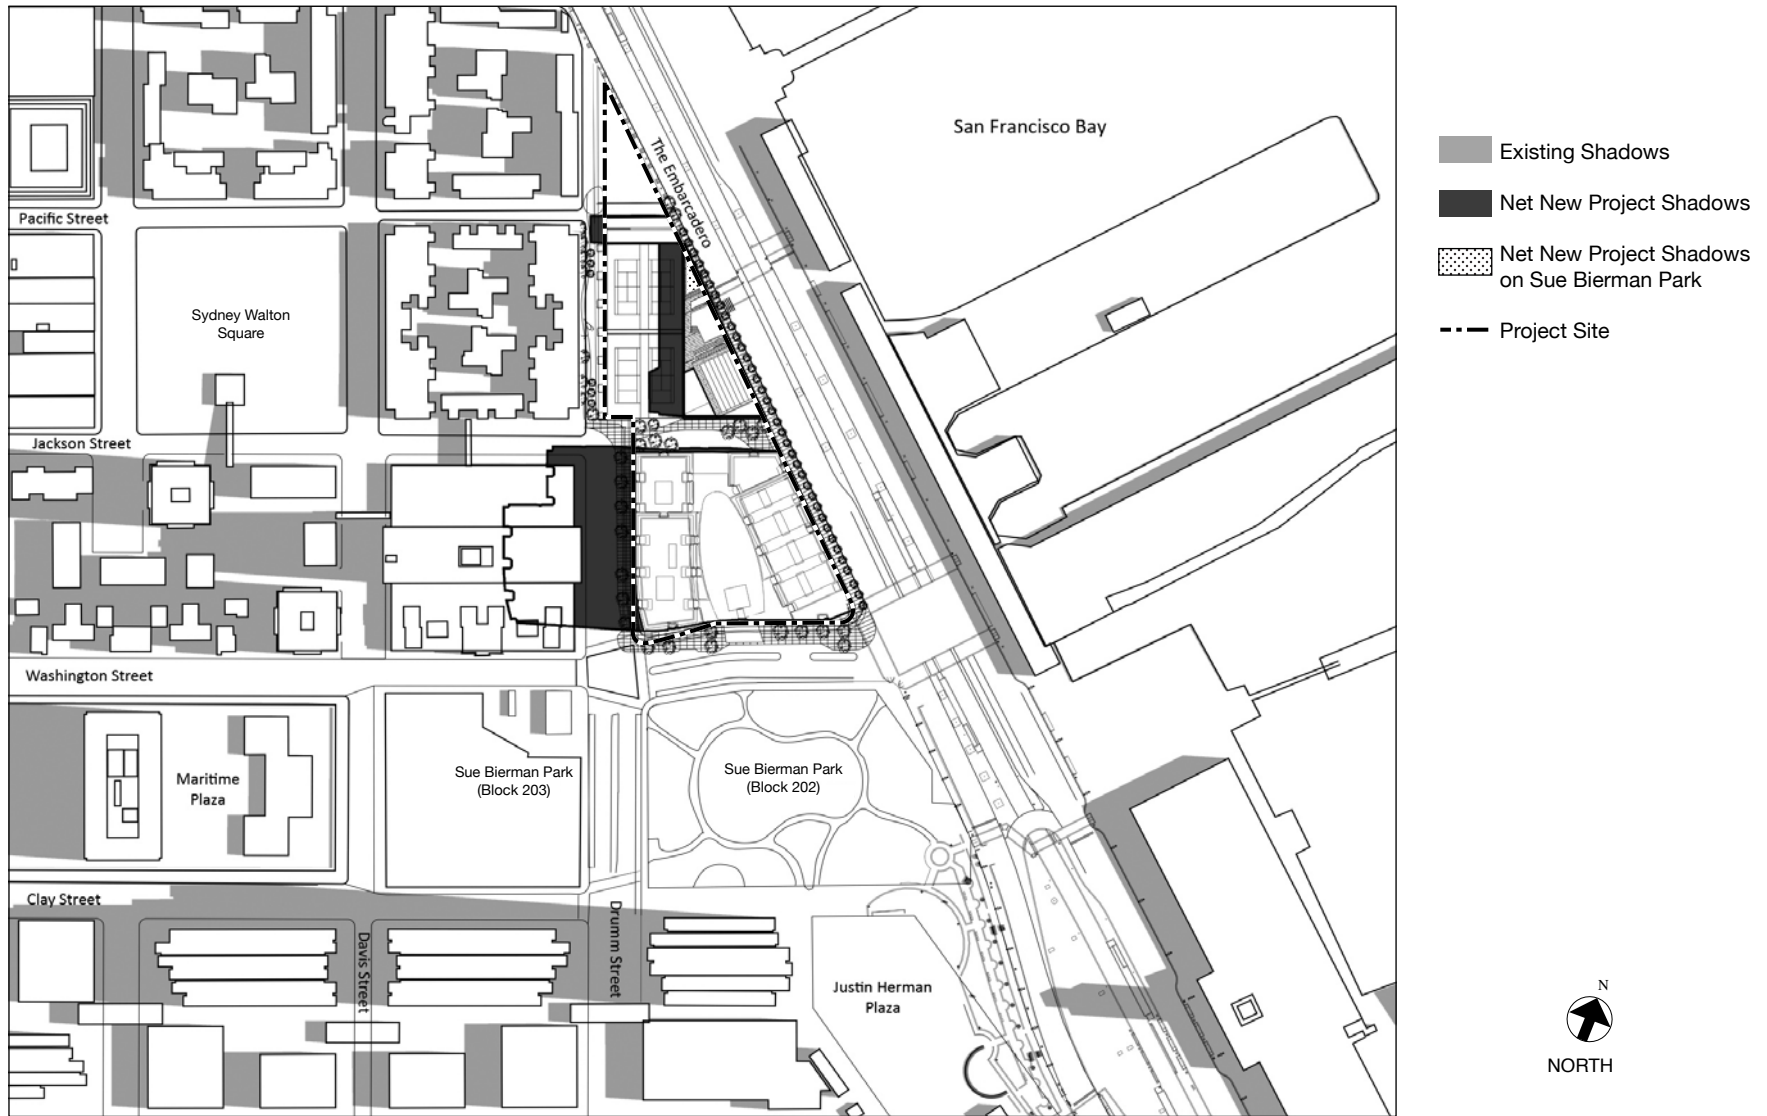 San Francisco Bay
The Embarcadero
Pacific Street
Sydney Walton
Square
Jackson Street
Washington Street
Maritime
Plaza
Sue Bierman Park
(Block 203)
Sue Bierman Park
(Block 202)
Clay Street
Davis Street
Drumm Street
Justin Herman
Plaza
Existing Shadows
Net New Project Shadows
Net New Project Shadows
on Sue Bierman Park
Project Site
N
NORTH